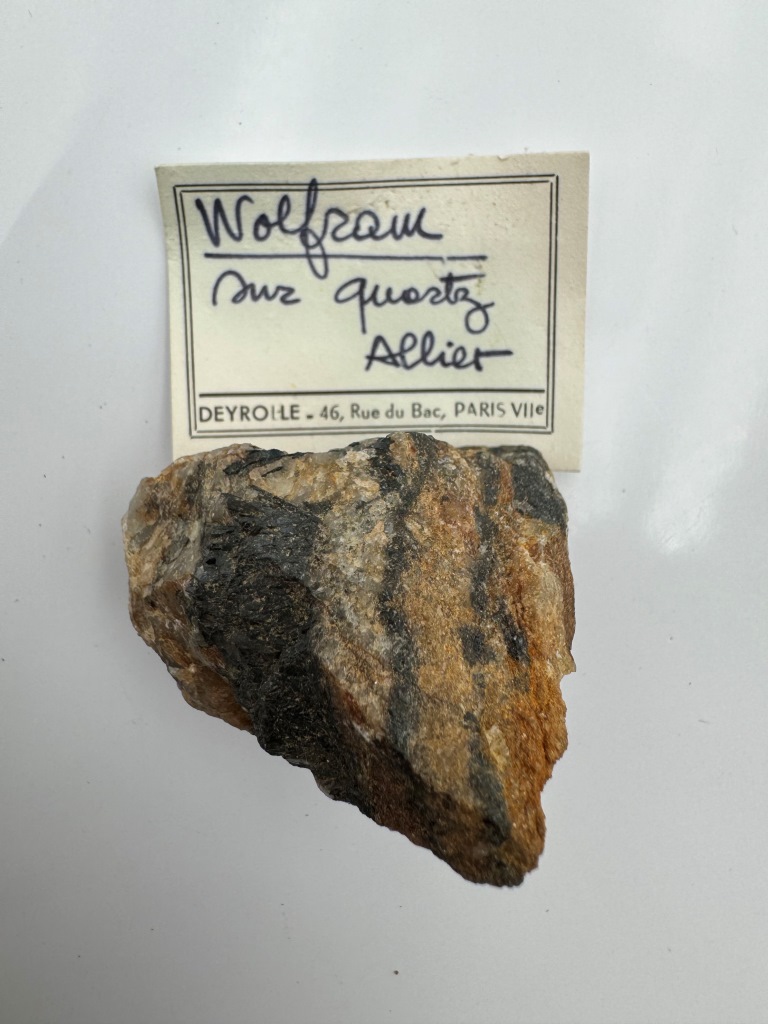 Wolfram
sur quartz
Allier
DEYROLLE - 46, Rue du Bac, PARIS VIIe